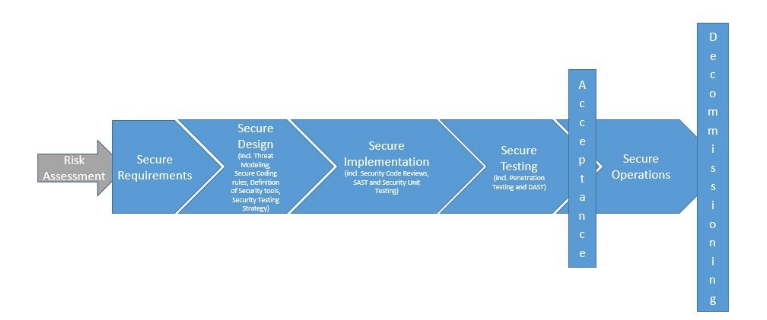 Risk
Assessment
Secure
Requirements
Secure
Design
(incl. Threat
Modeling,
Secure Coding
rules, Definition
of Security tools,
Security Testing
Strategy)
Secure
Implementation
(incl. Security Code Reviews,
SAST and Security Unit
Testing)
Secure
Testing
(incl. Penetration
Testing and DAST)
Acceptance
Secure
Operations
Decommissioning